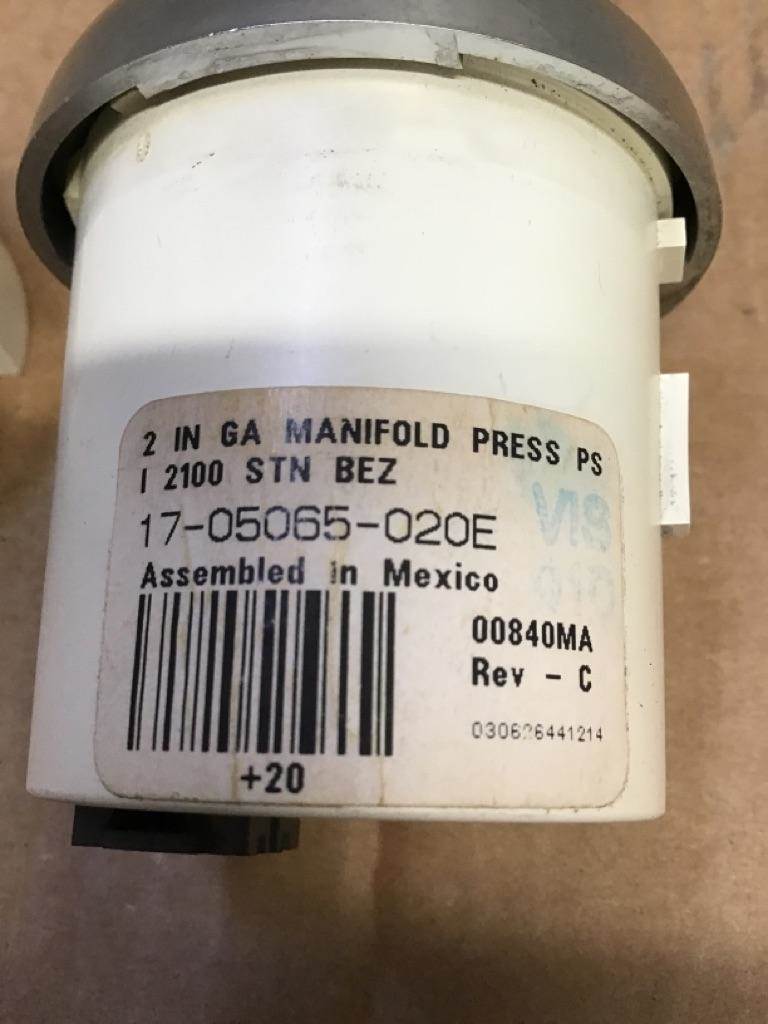 2 IN GA MANIFOLD PRESS PS
I 2100 STN BEZ
17-05065-020E
Assembled in Mexico
00840MA
Rev - C
+20